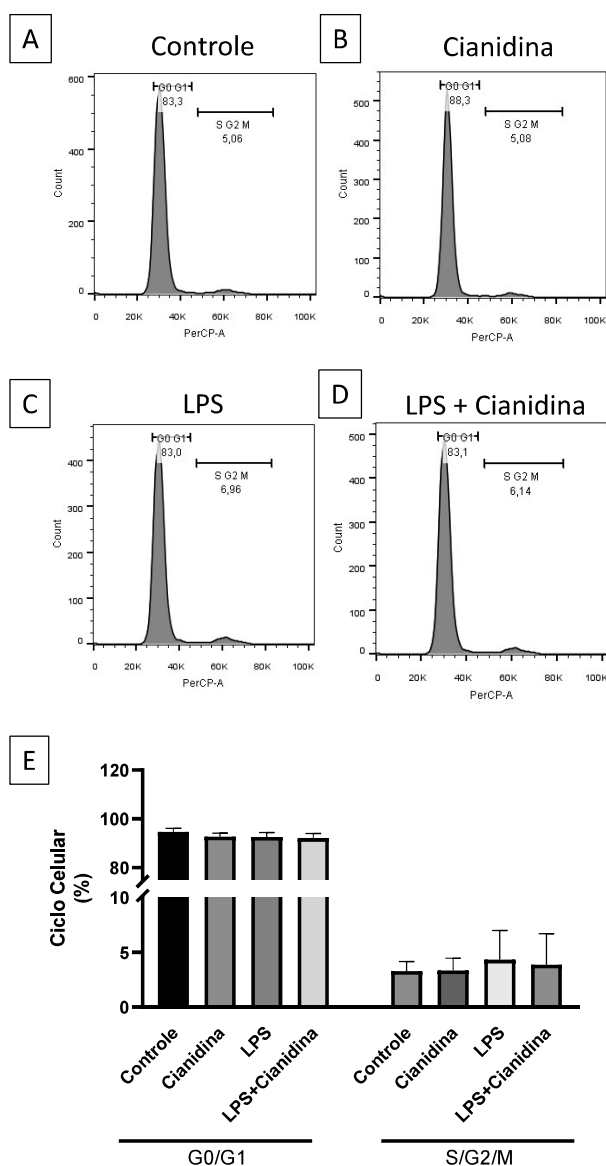 A
Controle
600
400
200
0
Count
G0 G1
83,3
S G2 M
5,06
0 20K 40K 60K 80K 100K
PerCP-A
B
Cianidina
500
400
300
200
100
0
Count
G0 G1
88,3
S G2 M
5,08
0 20K 40K 60K 80K 100K
PerCP-A
C
LPS
400
300
200
100
0
Count
G0 G1
83,0
S G2 M
6,96
0 20K 40K 60K 80K 100K
PerCP-A
D
LPS + Cianidina
500
400
300
200
100
0
Count
G0 G1
83,1
S G2 M
6,14
0 20K 40K 60K 80K 100K
PerCP-A
E
Ciclo Celular
(%)
120
100
80
10
5
0
Controle
Cianidina
LPS
LPS+Cianidina
Controle
Cianidina
LPS
LPS+Cianidina
G0/G1
S/G2/M